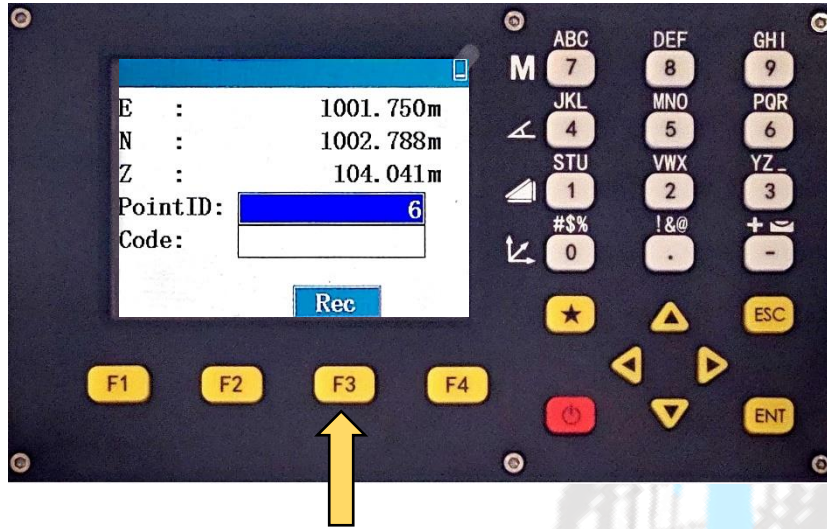 E : 1001.750m
N : 1002.788m
Z : 104.041m
PointID: 6
Code:
Rec
F1 F2 F3 F4
ABC DEF GHI
M 7 8 9
JKL MNO PQR
4 5 6
STU VWX YZ_
1 2 3
#$% !&@ +
0 . -
★ ESC
ENT